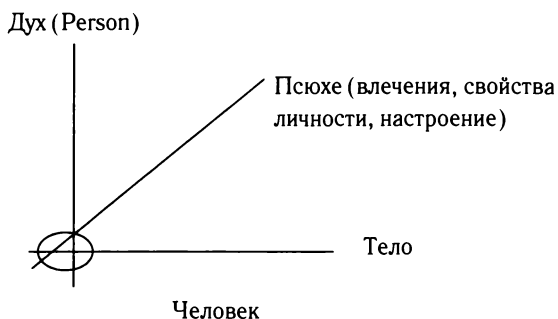 Дух (Person)
Псюхе (влечения, свойства
личности, настроение)
Тело
Человек